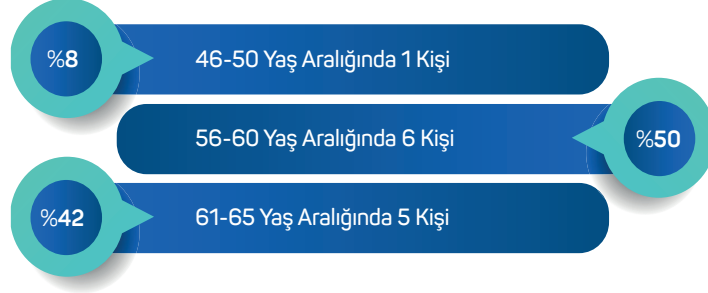 %8
46-50 Yaş Aralığında 1 Kişi
56-60 Yaş Aralığında 6 Kişi
%50
%42
61-65 Yaş Aralığında 5 Kişi